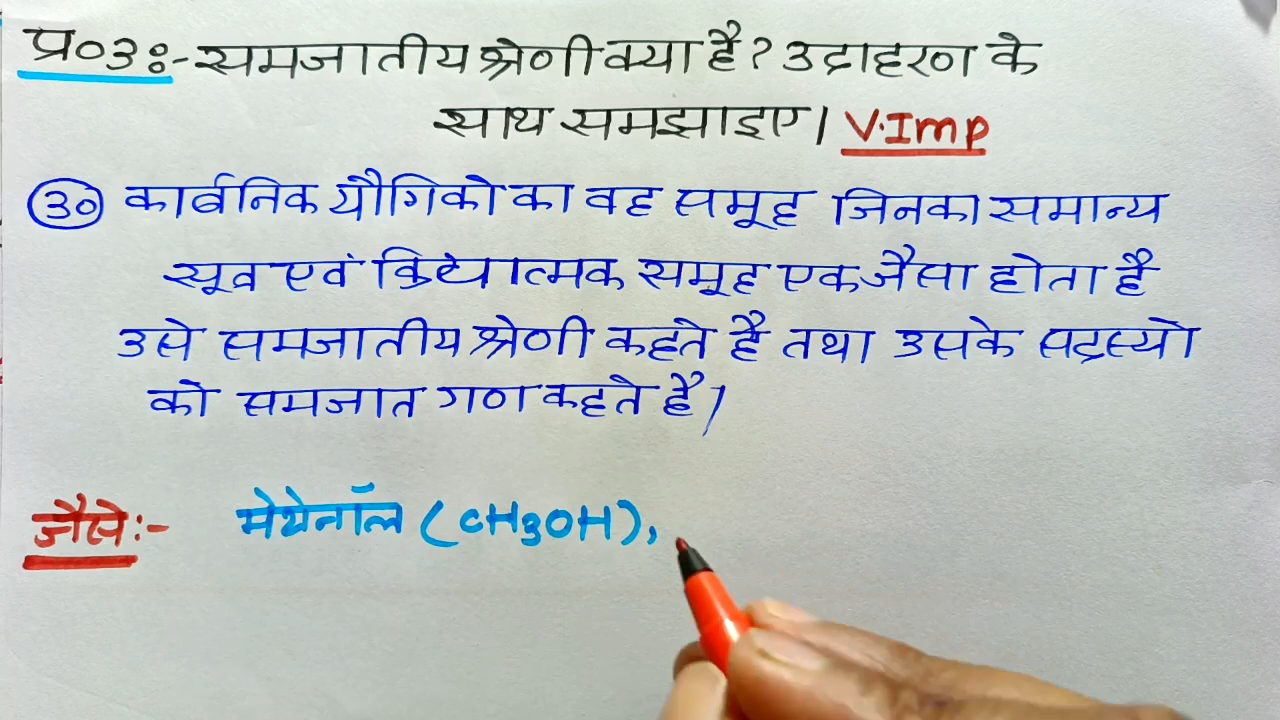 प्र०३ः- समजातीय श्रेणी क्या है? उदाहरण के
साथ समझाइए। V.Imp
उ० कार्बनिक यौगिको का वह समूह जिनका समान्य
सूत्र एवं क्रियात्मक समूह एक जैसा होता है
उसे समजातीय श्रेणी कहते है तथा उसके सदस्यो
को समजात गण कहते है।
जैसेः- मेथेनॉल (CH3OH),